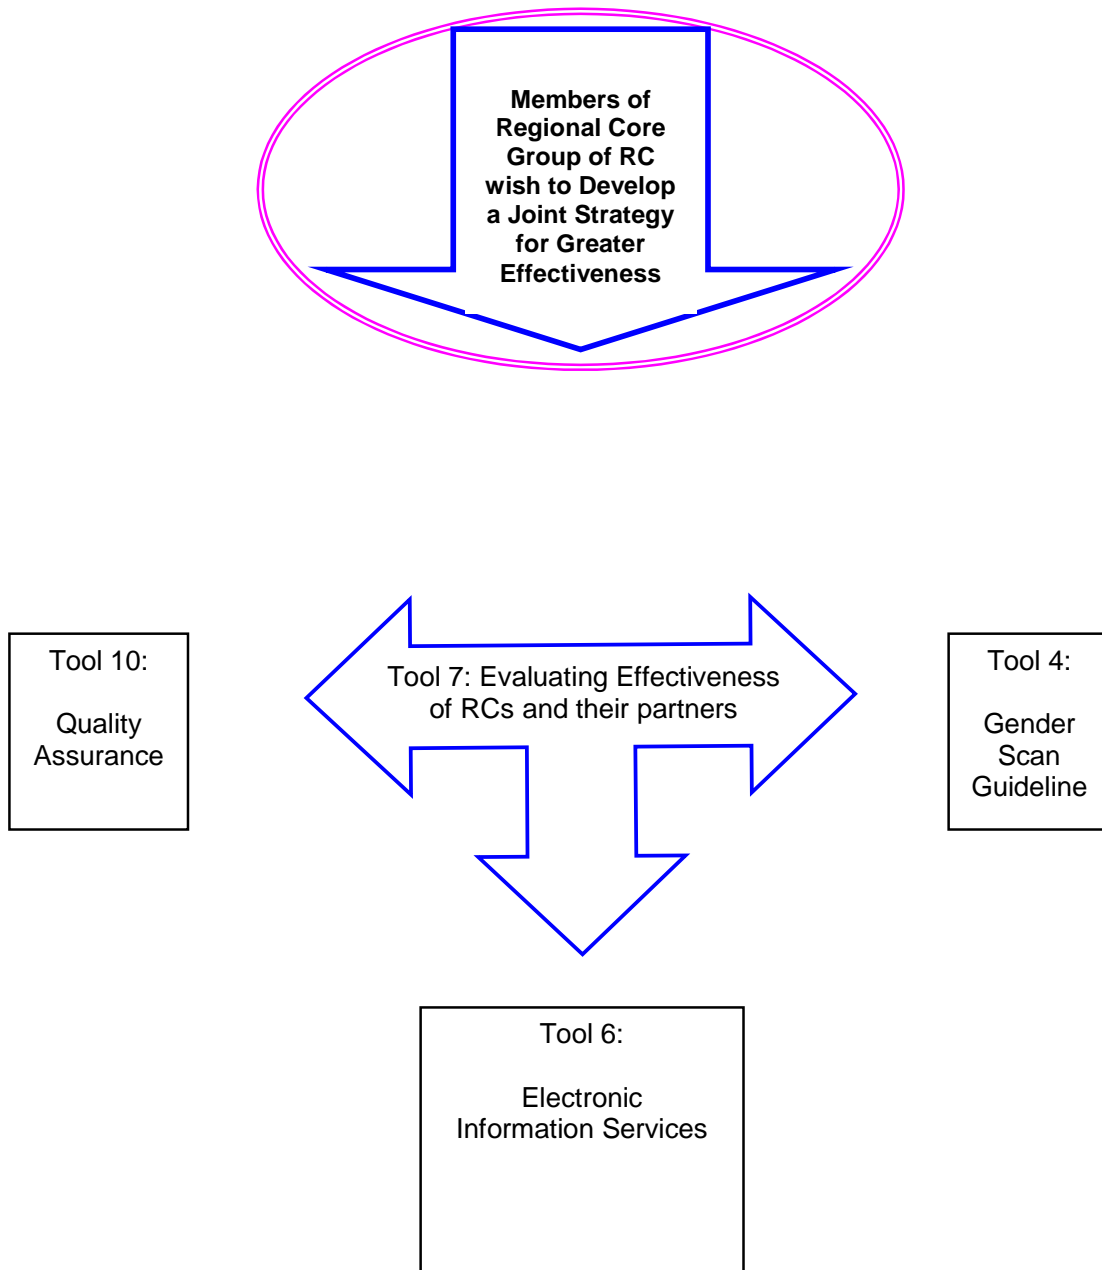 Members of
Regional Core
Group of RC
wish to Develop
a Joint Strategy
for Greater
Effectiveness
Tool 10:
Quality
Assurance
Tool 7: Evaluating Effectiveness
of RCs and their partners
Tool 4:
Gender
Scan
Guideline
Tool 6:
Electronic
Information Services